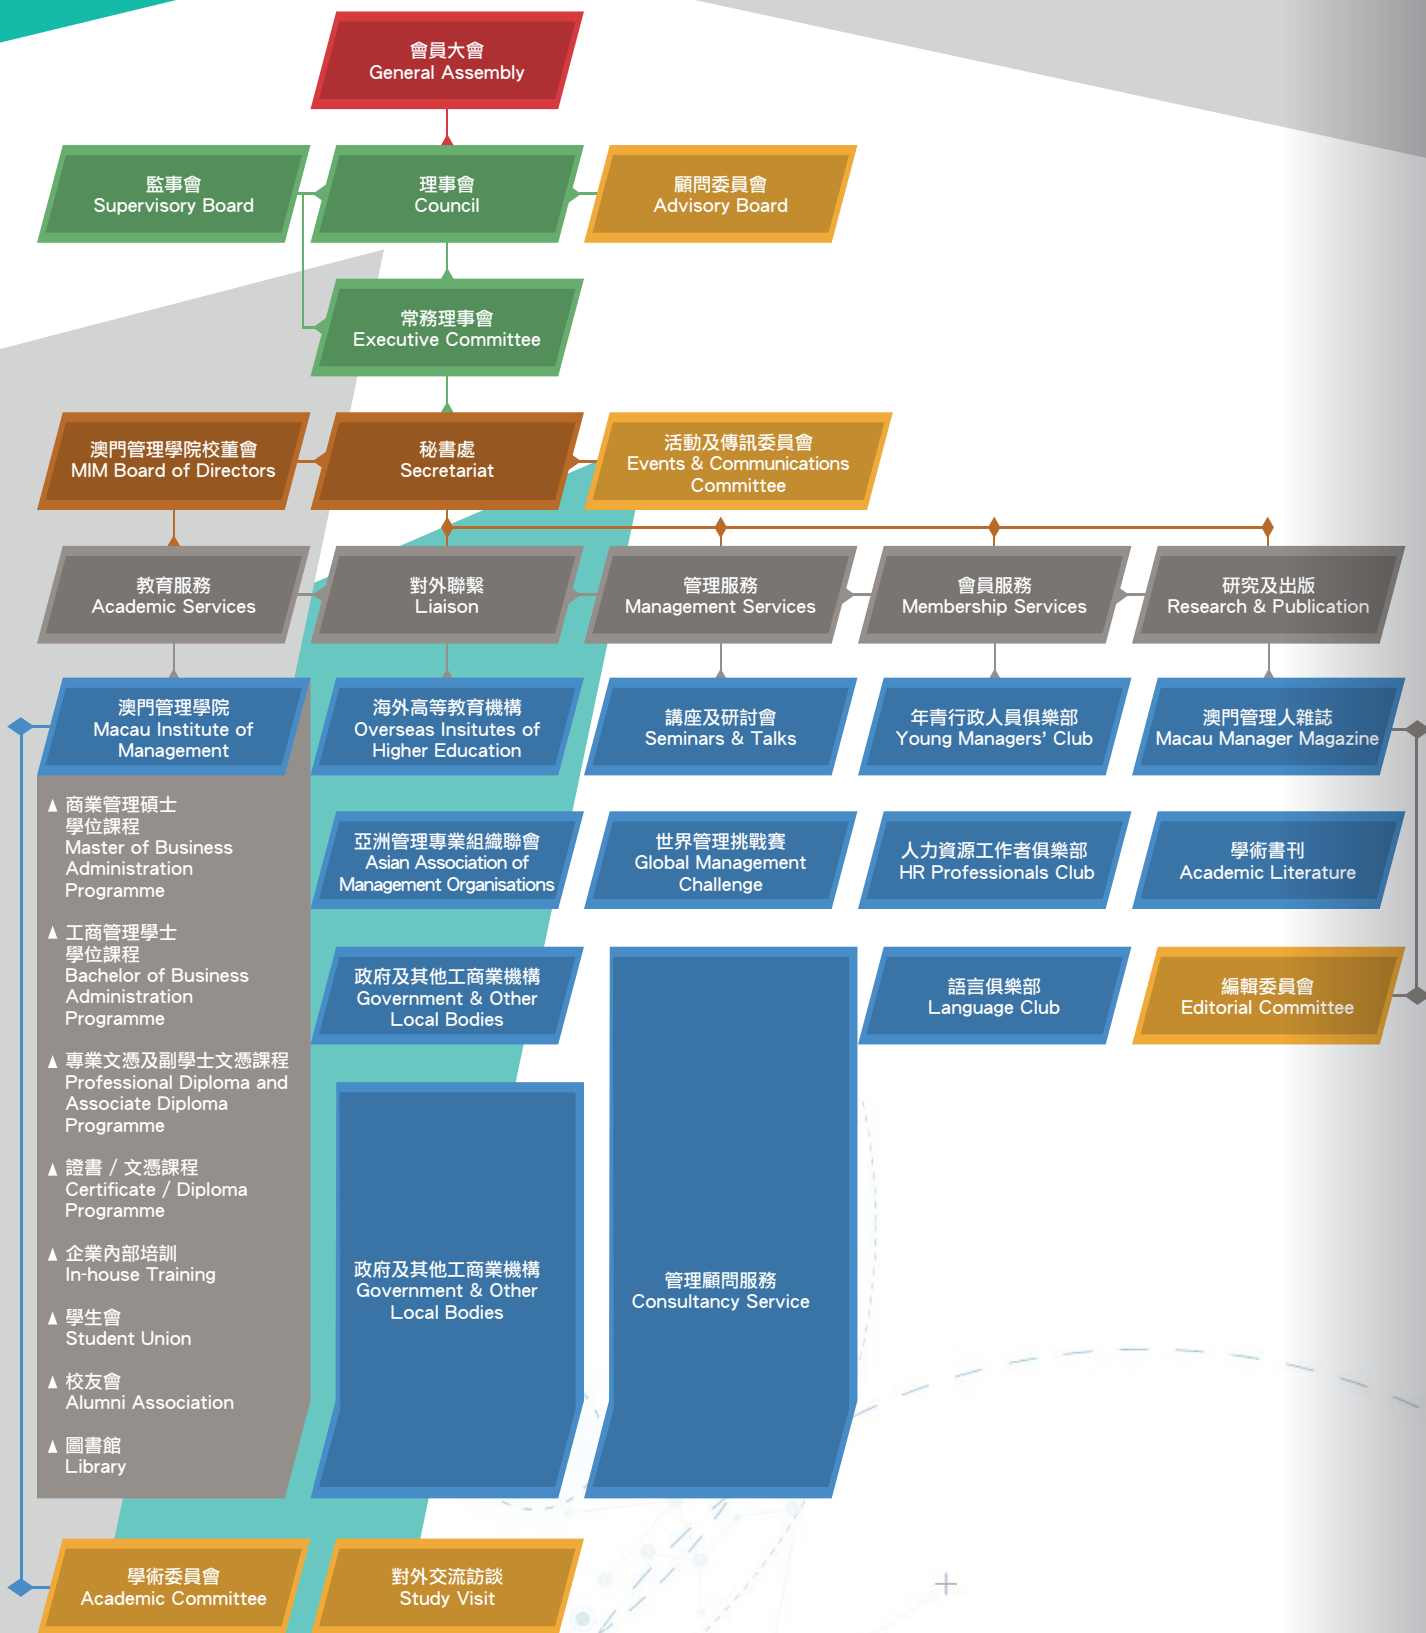 會員大會
General Assembly
監事會
Supervisory Board
理事會
Council
顧問委員會
Advisory Board
常務理事會
Executive Committee
澳門管理學院校董會
MIM Board of Directors
秘書處
Secretariat
活動及傳訊委員會
Events & Communications
Committee
教育服務
Academic Services
對外聯繫
Liaison
管理服務
Management Services
會員服務
Membership Services
研究及出版
Research & Publication
澳門管理學院
Macau Institute of
Management
海外高等教育機構
Overseas Insitutes of
Higher Education
講座及研討會
Seminars & Talks
年青行政人員俱樂部
Young Managers’ Club
澳門管理人雜誌
Macau Manager Magazine
▲ 商業管理碩士
學位課程
Master of Business
Administration
Programme
▲ 工商管理學士
學位課程
Bachelor of Business
Administration
Programme
▲ 專業文憑及副學士文憑課程
Professional Diploma and
Associate Diploma
Programme
▲ 證書 / 文憑課程
Certificate / Diploma
Programme
▲ 企業內部培訓
In-house Training
▲ 學生會
Student Union
▲ 校友會
Alumni Association
▲ 圖書館
Library
亞洲管理專業組織聯會
Asian Association of
Management Organisations
世界管理挑戰賽
Global Management
Challenge
人力資源工作者俱樂部
HR Professionals Club
學術書刊
Academic Literature
政府及其他工商業機構
Government & Other
Local Bodies
語言俱樂部
Language Club
編輯委員會
Editorial Committee
政府及其他工商業機構
Government & Other
Local Bodies
管理顧問服務
Consultancy Service
學術委員會
Academic Committee
對外交流訪談
Study Visit